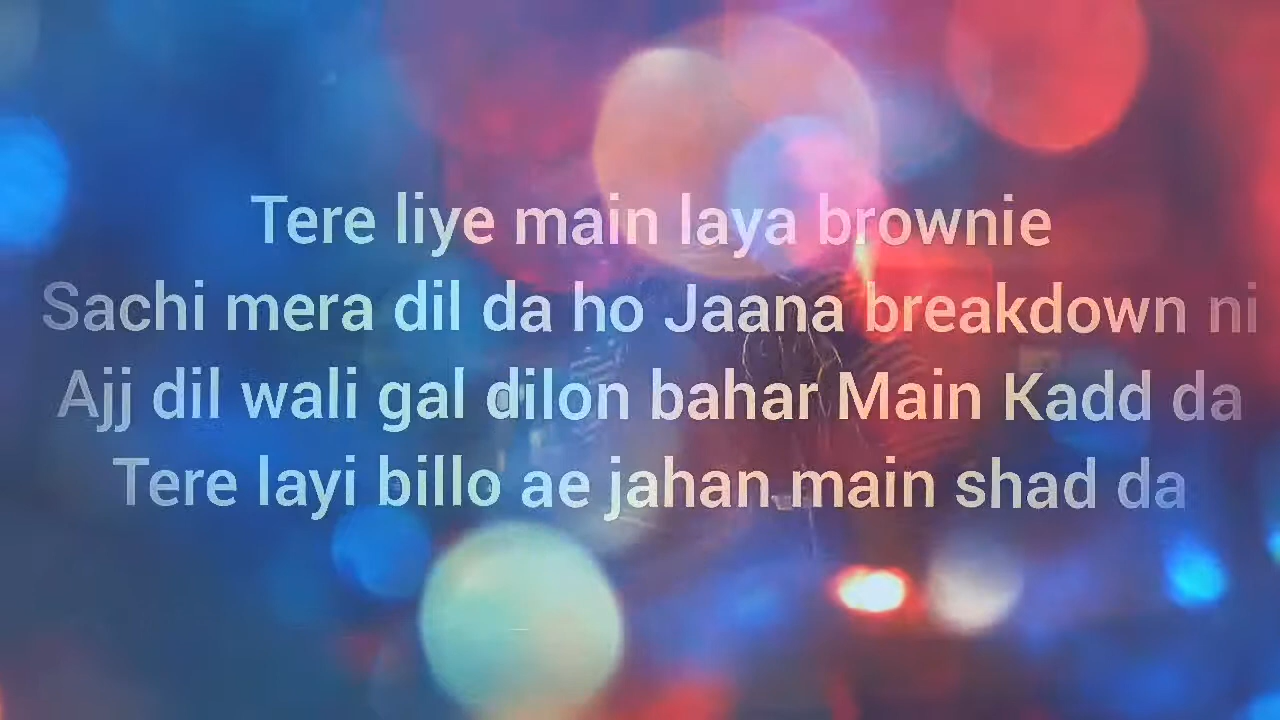 Tere liye main laya brownie
Sachi mera dil da ho Jaana breakdown ni
Ajj dil wali gal dilon bahar Main Kadd da
Tere layi billo ae jahan main shad da